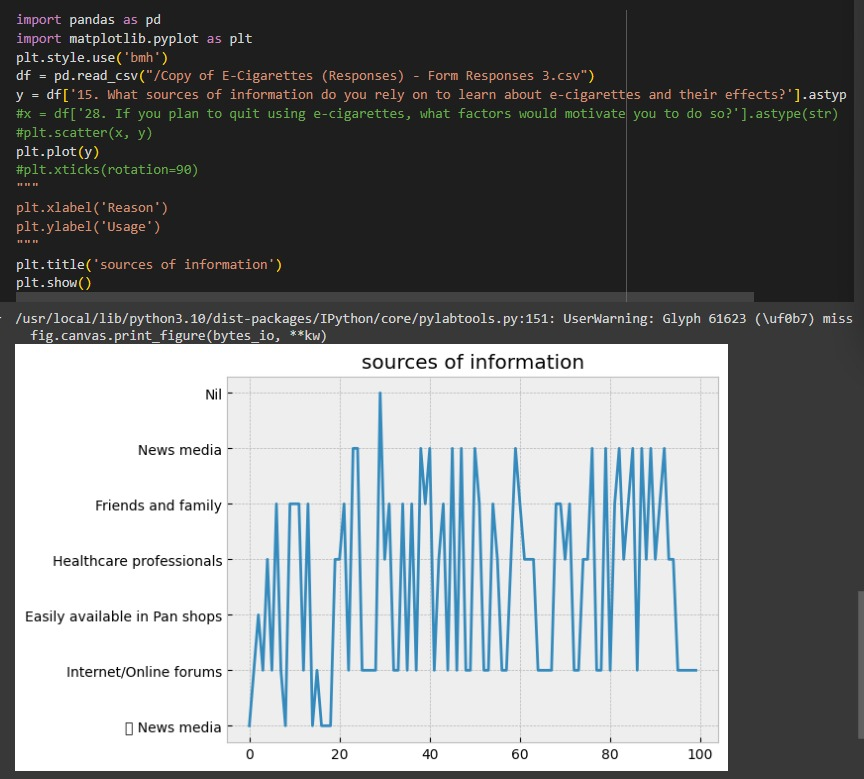 import pandas as pd
import matplotlib.pyplot as plt
plt.style.use('bmh')
df = pd.read_csv("/Copy of E-Cigarettes (Responses) - Form Responses 3.csv")
y = df['15. What sources of information do you rely on to learn about e-cigarettes and their effects?'].astyp
#x = df['28. If you plan to quit using e-cigarettes, what factors would motivate you to do so?'].astype(str)
#plt.scatter(x, y)
plt.plot(y)
#plt.xticks(rotation=90)
"""
plt.xlabel('Reason')
plt.ylabel('Usage')
"""
plt.title('sources of information')
plt.show()
/usr/local/lib/python3.10/dist-packages/IPython/core/pylabtools.py:151: UserWarning: Glyph 61623 (\uf0b7) miss
fig.canvas.print_figure(bytes_io, **kw)
sources of information
Nil
News media
Friends and family
Healthcare professionals
Easily available in Pan shops
Internet/Online forums
▯ News media
0 20 40 60 80 100